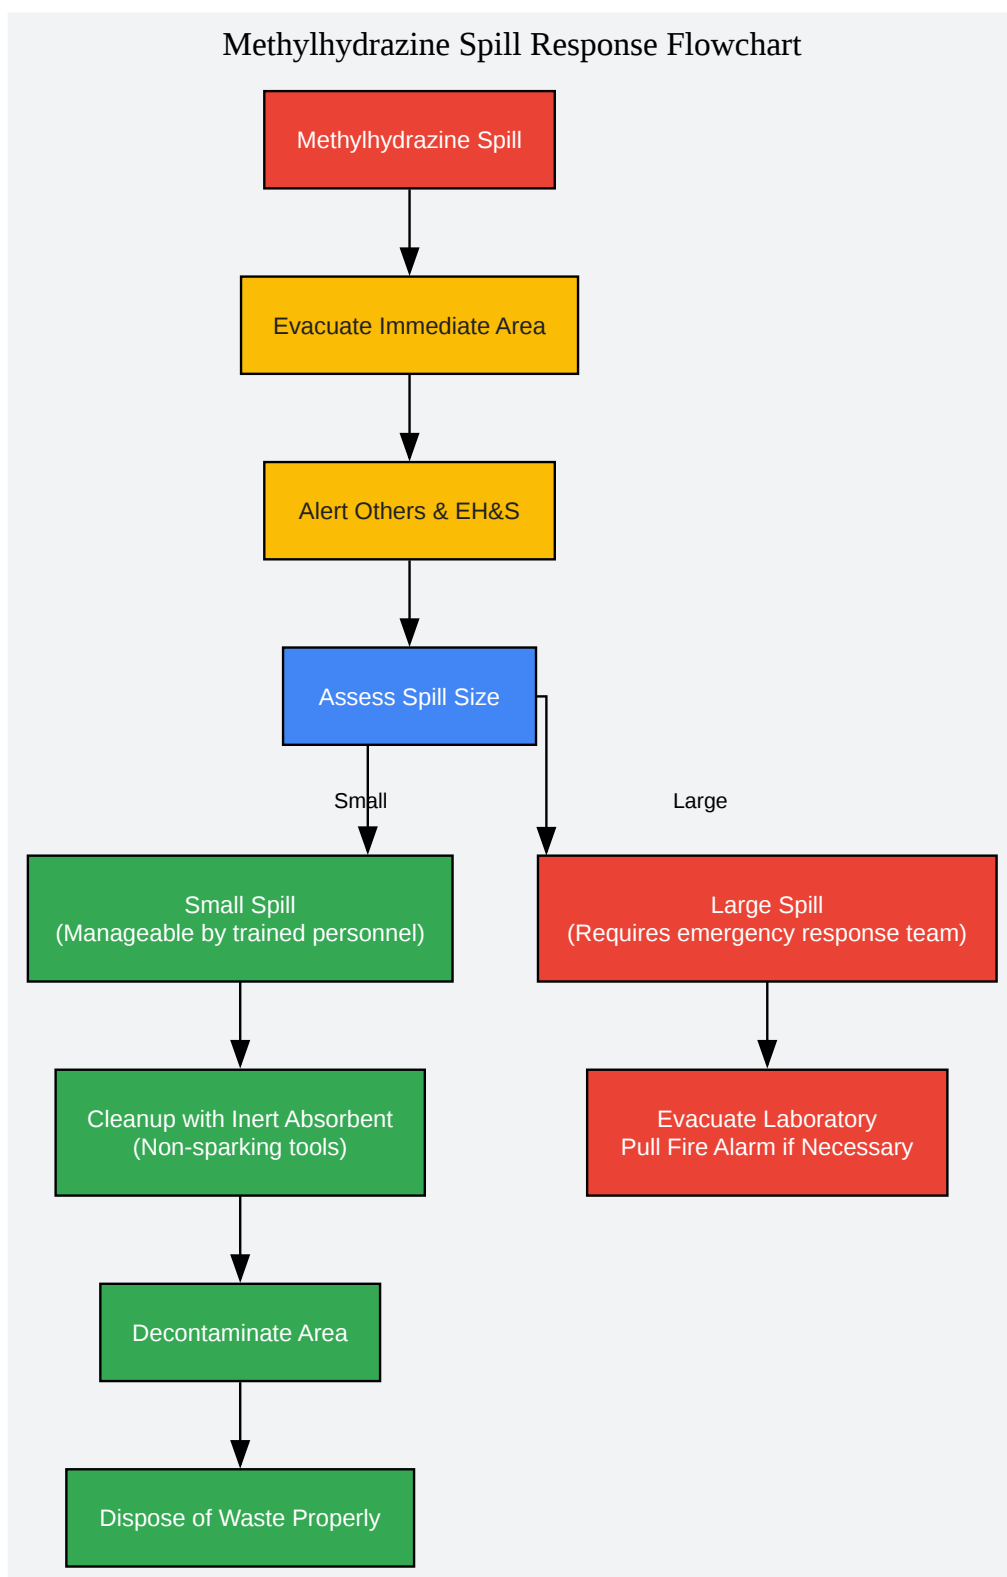 Methylhydrazine Spill Response Flowchart
Methylhydrazine Spill
Evacuate Immediate Area
Alert Others & EH&S
Assess Spill Size
Small
Large
Small Spill
(Manageable by trained personnel)
Large Spill
(Requires emergency response team)
Cleanup with Inert Absorbent
(Non-sparking tools)
Evacuate Laboratory
Pull Fire Alarm if Necessary
Decontaminate Area
Dispose of Waste Properly